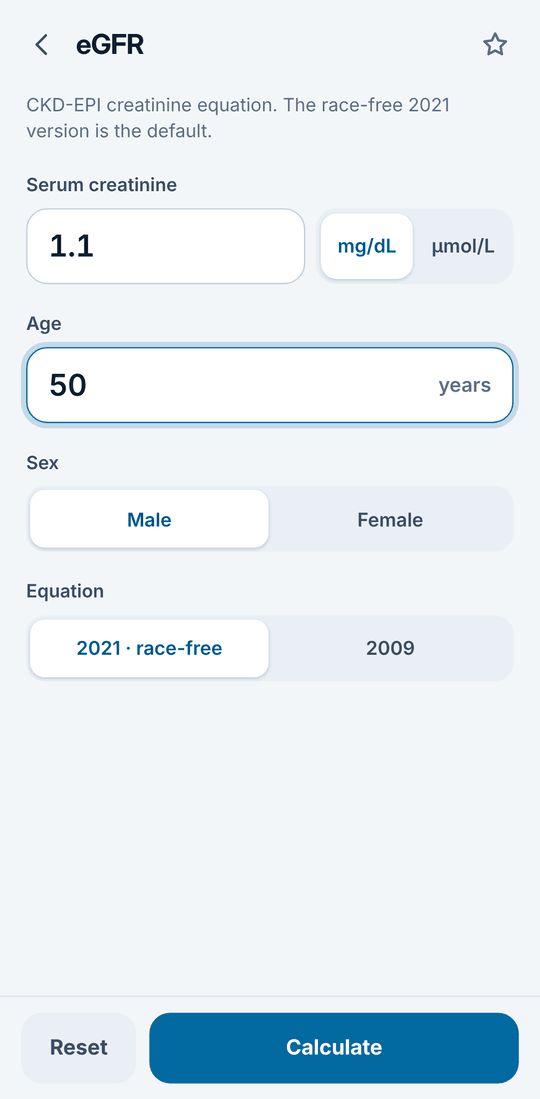 eGFR
CKD-EPI creatinine equation. The race-free 2021
version is the default.
Serum creatinine
1.1
mg/dL
µmol/L
Age
50
years
Sex
Male
Female
Equation
2021 · race-free
2009
Reset
Calculate